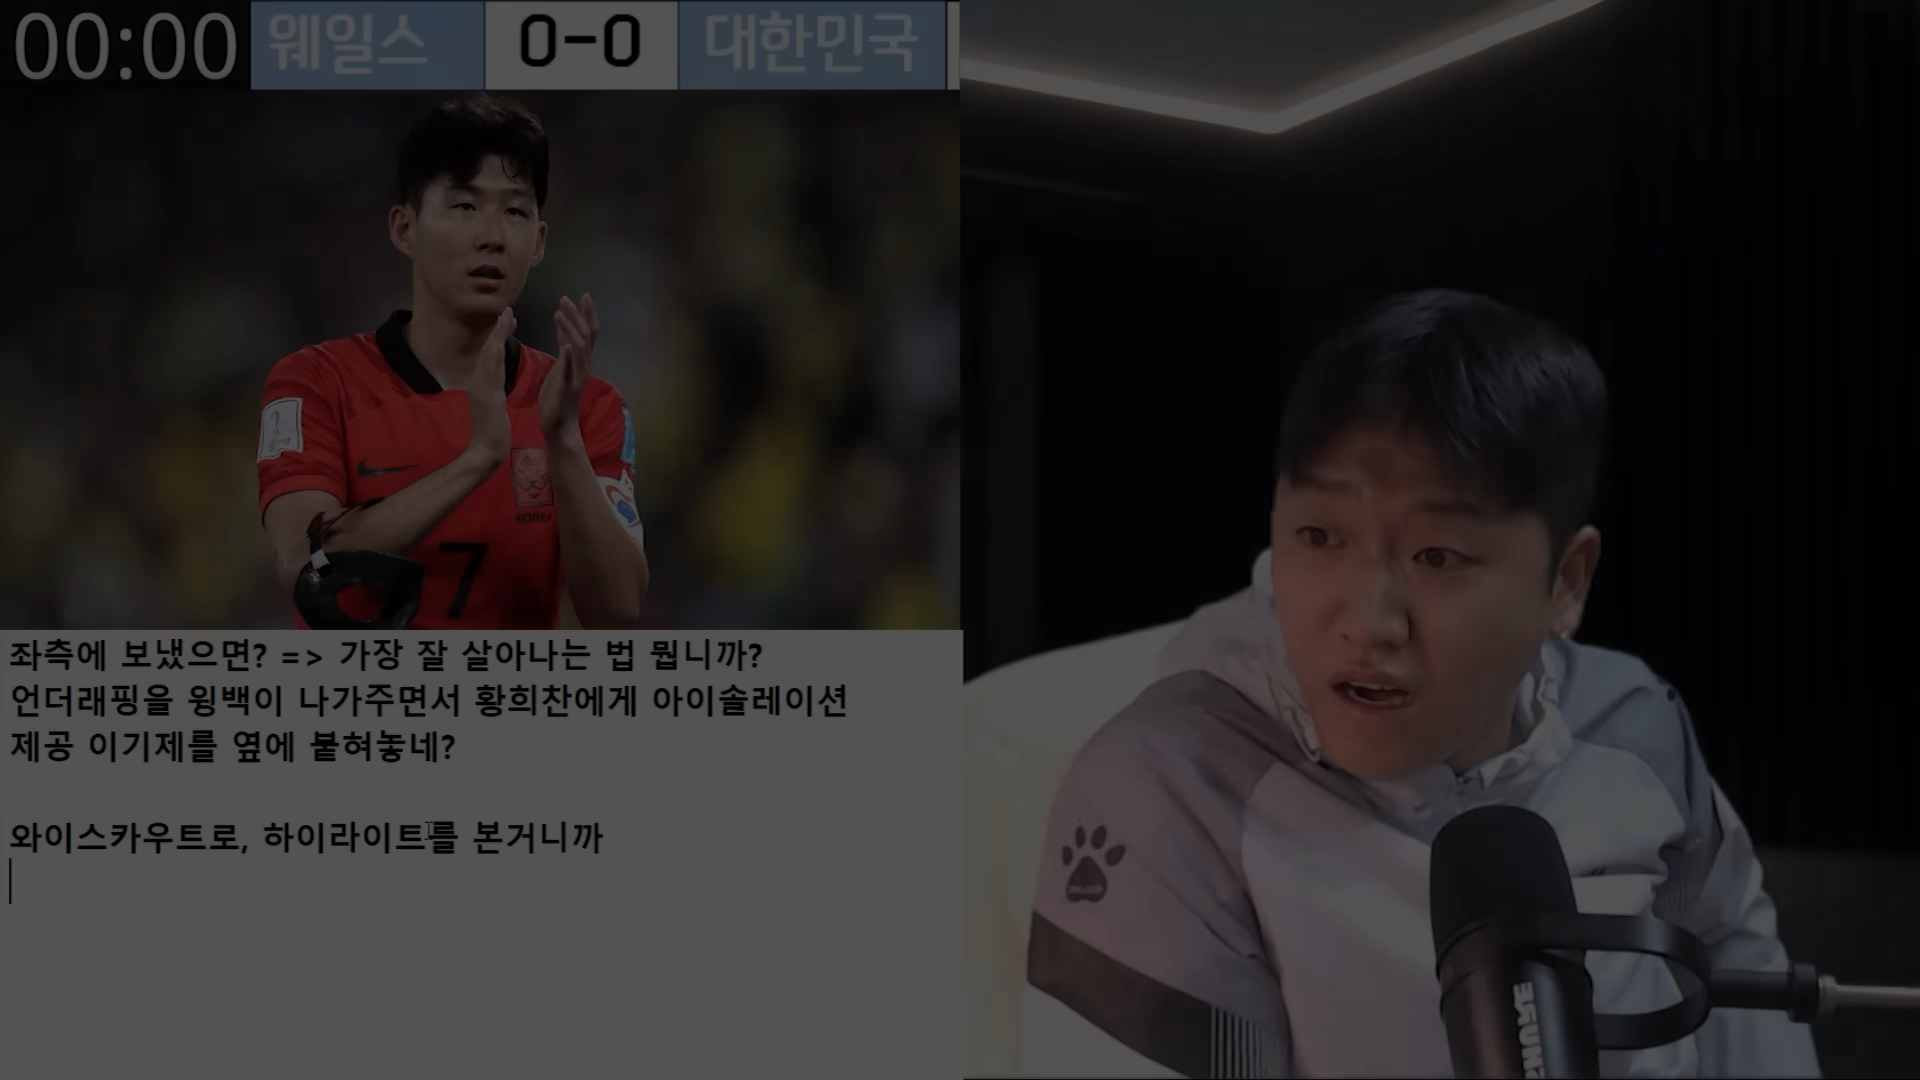 00:00 웨일스 0-0 대한민국
KOREA
7
좌측에 보냈으면? => 가장 잘 살아나는 법 뭡니까?
언더래핑을 윙백이 나가주면서 황희찬에게 아이솔레이션
제공 이기제를 옆에 붙혀놓네?
와이스카우트로, 하이라이트를 본거니까
SHURE